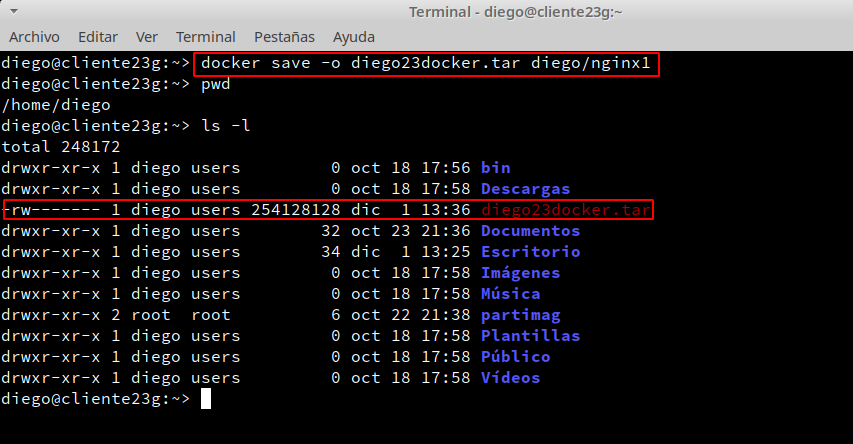 Terminal - diego@cliente23g:~
Archivo Editar Ver Terminal Pestañas Ayuda
diego@cliente23g:~> docker save -o diego23docker.tar diego/nginx1
diego@cliente23g:~> pwd
/home/diego
diego@cliente23g:~> ls -l
total 248172
drwxr-xr-x 1 diego users 0 oct 18 17:56 bin
drwxr-xr-x 1 diego users 0 oct 18 17:58 Descargas
-rw------- 1 diego users 254128128 dic 1 13:36 diego23docker.tar
drwxr-xr-x 1 diego users 32 oct 23 21:36 Documentos
drwxr-xr-x 1 diego users 34 dic 1 13:25 Escritorio
drwxr-xr-x 1 diego users 0 oct 18 17:58 Imágenes
drwxr-xr-x 1 diego users 0 oct 18 17:58 Música
drwxr-xr-x 2 root root 6 oct 22 21:38 partimag
drwxr-xr-x 1 diego users 0 oct 18 17:58 Plantillas
drwxr-xr-x 1 diego users 0 oct 18 17:58 Público
drwxr-xr-x 1 diego users 0 oct 18 17:58 Vídeos
diego@cliente23g:~>